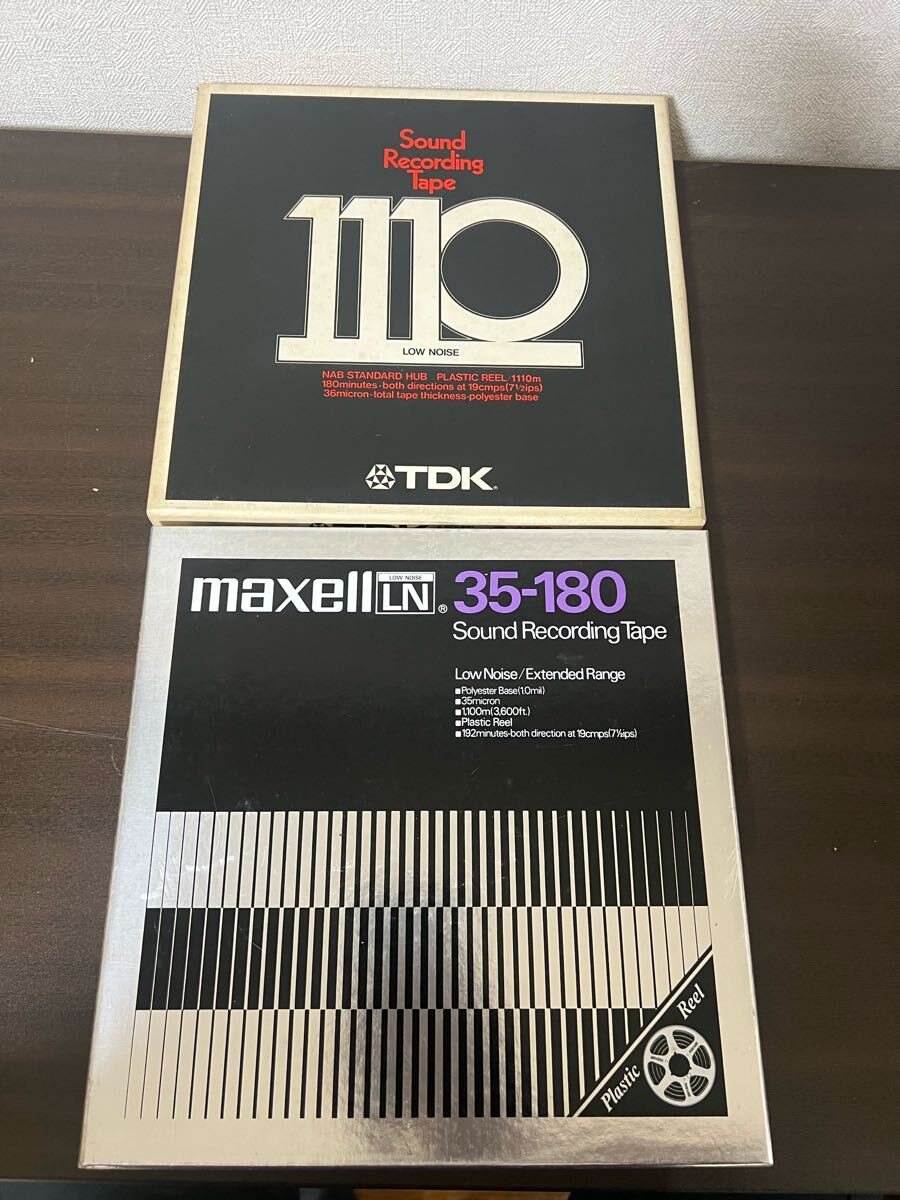 Sound
Recording
Tape
1110
LOW NOISE
NAB STANDARD HUB PLASTIC REEL/1110m
180minutes-both directions at 19cmps(7½ips)
36micron-total tape thickness-polyester base
TDK
maxell LOW NOISE LN® 35-180
Sound Recording Tape
Low Noise/Extended Range
■Polyester Base(1.0mil)
■35micron
■1,100m(3,600ft.)
■Plastic Reel
■192minutes-both direction at 19cmps(7½ips)
Plastic Reel